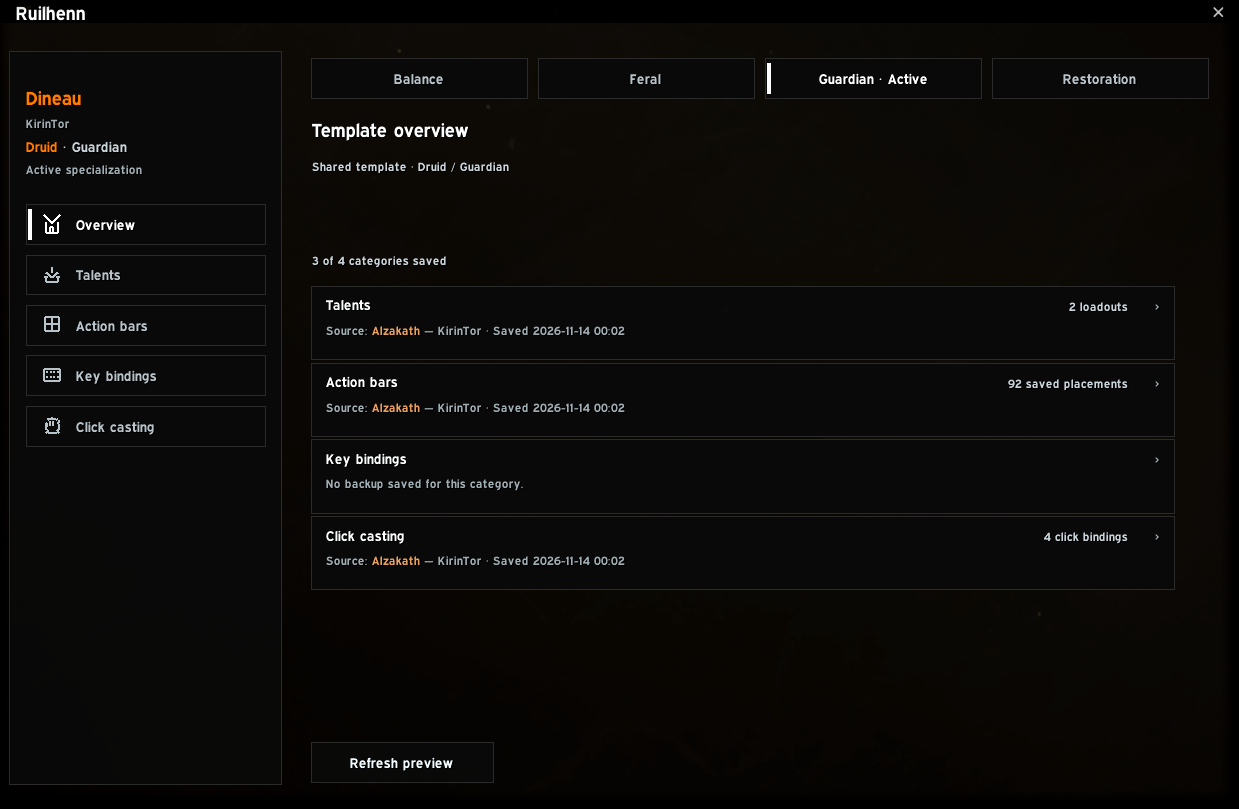 Ruilhenn
Dineau
KirinTor
Druid · Guardian
Active specialization
Overview
Talents
Action bars
Key bindings
Click casting
Balance
Feral
Guardian · Active
Restoration
Template overview
Shared template · Druid / Guardian
3 of 4 categories saved
Talents
2 loadouts ›
Source: Alzakath — KirinTor · Saved 2026-11-14 00:02
Action bars
92 saved placements ›
Source: Alzakath — KirinTor · Saved 2026-11-14 00:02
Key bindings
›
No backup saved for this category.
Click casting
4 click bindings ›
Source: Alzakath — KirinTor · Saved 2026-11-14 00:02
Refresh preview